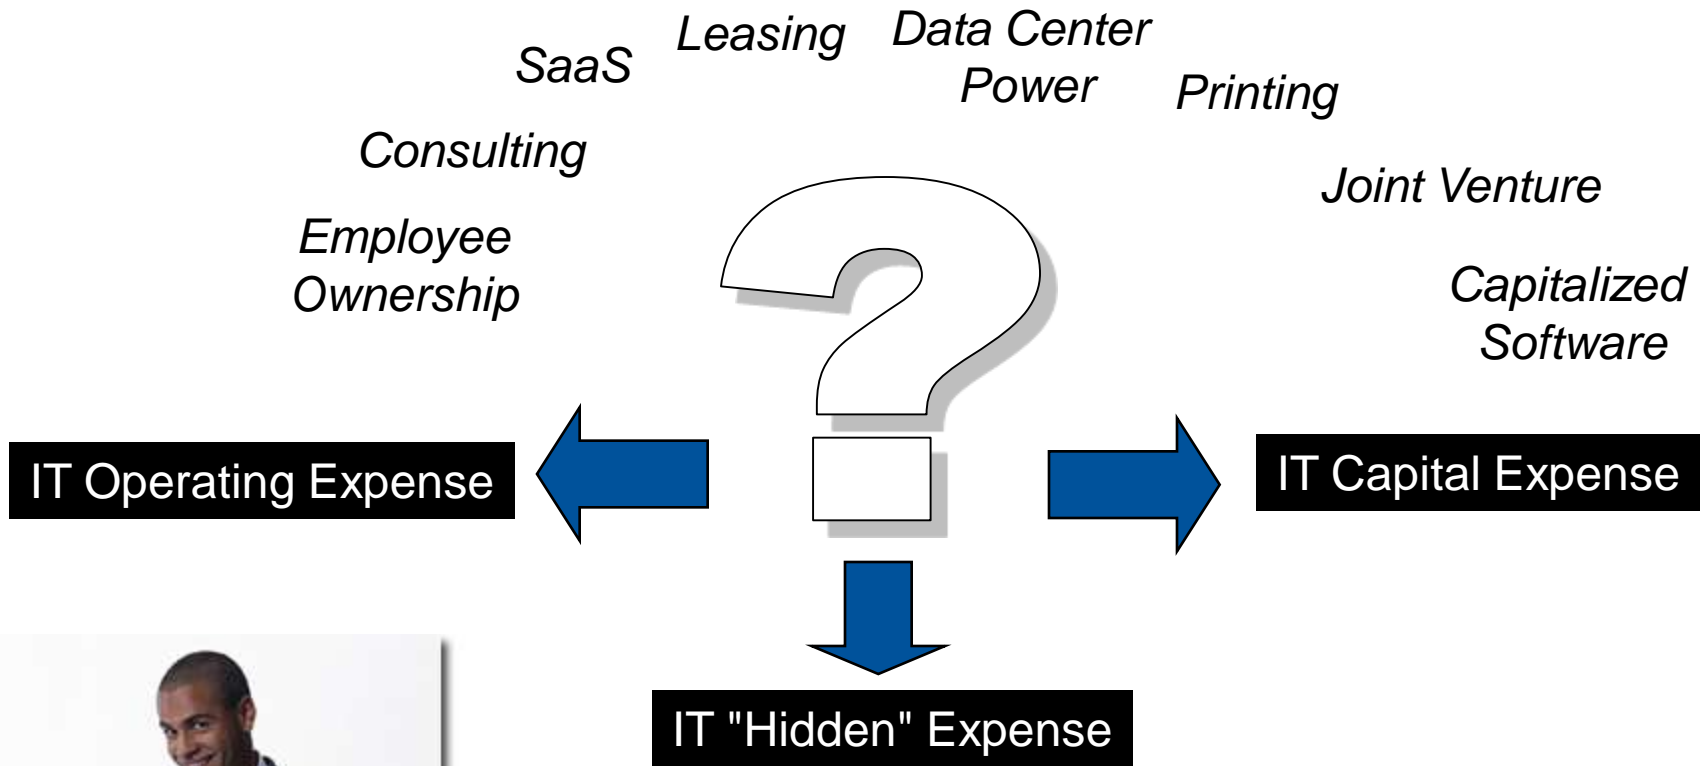 Leasing
Data Center
Power
SaaS
Printing
Consulting
Joint Venture
Employee
Ownership
Capitalized
Software
IT Operating Expense
IT Capital Expense
IT "Hidden" Expense